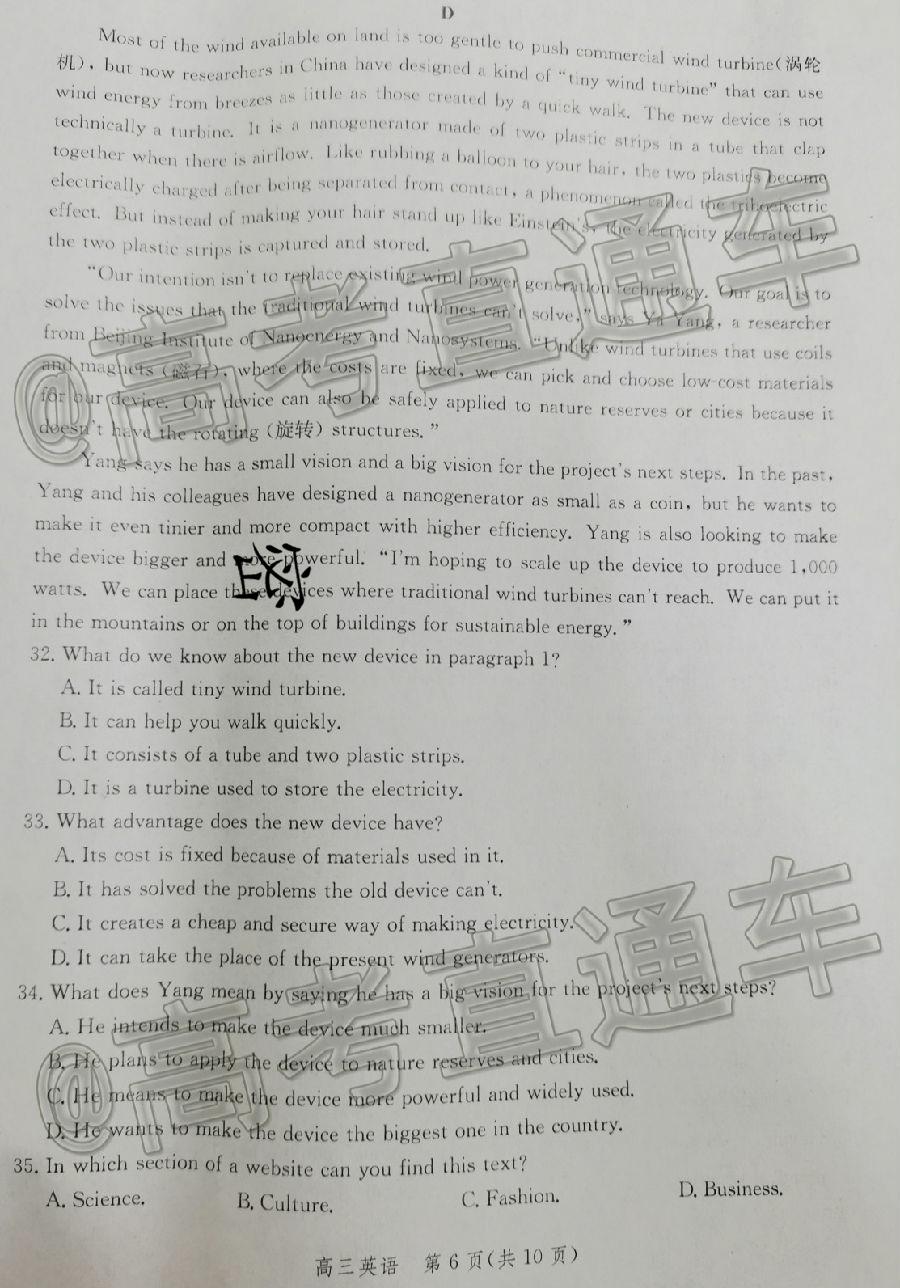 D
Most of the wind available on land is too gentle to push commercial wind turbine(涡轮
机), but now researchers in China have designed a kind of "tiny wind turbine" that can use
wind energy from breezes as little as those created by a quick walk. The new device is not
technically a turbine. It is a nanogenerator made of two plastic strips in a tube that clap
together when there is airflow. Like rubbing a balloon to your hair, the two plastics become
electrically charged after being separated from contact, a phenomenon called the triboelectric
effect. But instead of making your hair stand up like Einstein's, the electricity generated by
the two plastic strips is captured and stored.
"Our intention isn't to replace existing wind power generation technology. Our goal is to
solve the issues that the traditional wind turbines can't solve," says Ya Yang, a researcher
from Beijing Institute of Nanoenergy and Nanosystems. "Unlike wind turbines that use coils
and magnets (磁石), where the costs are fixed, we can pick and choose low-cost materials
for our device. Our device can also be safely applied to nature reserves or cities because it
doesn't have the rotating (旋转) structures."
Yang says he has a small vision and a big vision for the project's next steps. In the past,
Yang and his colleagues have designed a nanogenerator as small as a coin, but he wants to
make it even tinier and more compact with higher efficiency. Yang is also looking to make
the device bigger and more powerful. "I'm hoping to scale up the device to produce 1,000
watts. We can place these devices where traditional wind turbines can't reach. We can put it
in the mountains or on the top of buildings for sustainable energy."
32. What do we know about the new device in paragraph 1?
A. It is called tiny wind turbine.
B. It can help you walk quickly.
C. It consists of a tube and two plastic strips.
D. It is a turbine used to store the electricity.
33. What advantage does the new device have?
A. Its cost is fixed because of materials used in it.
B. It has solved the problems the old device can't.
C. It creates a cheap and secure way of making electricity.
D. It can take the place of the present wind generators.
34. What does Yang mean by saying he has a big vision for the project's next steps?
A. He intends to make the device much smaller.
B. He plans to apply the device to nature reserves and cities.
C. He means to make the device more powerful and widely used.
D. He wants to make the device the biggest one in the country.
35. In which section of a website can you find this text?
A. Science. B. Culture. C. Fashion. D. Business.
高三英语 第6页(共10页)
@高考直通车
@高考直通车